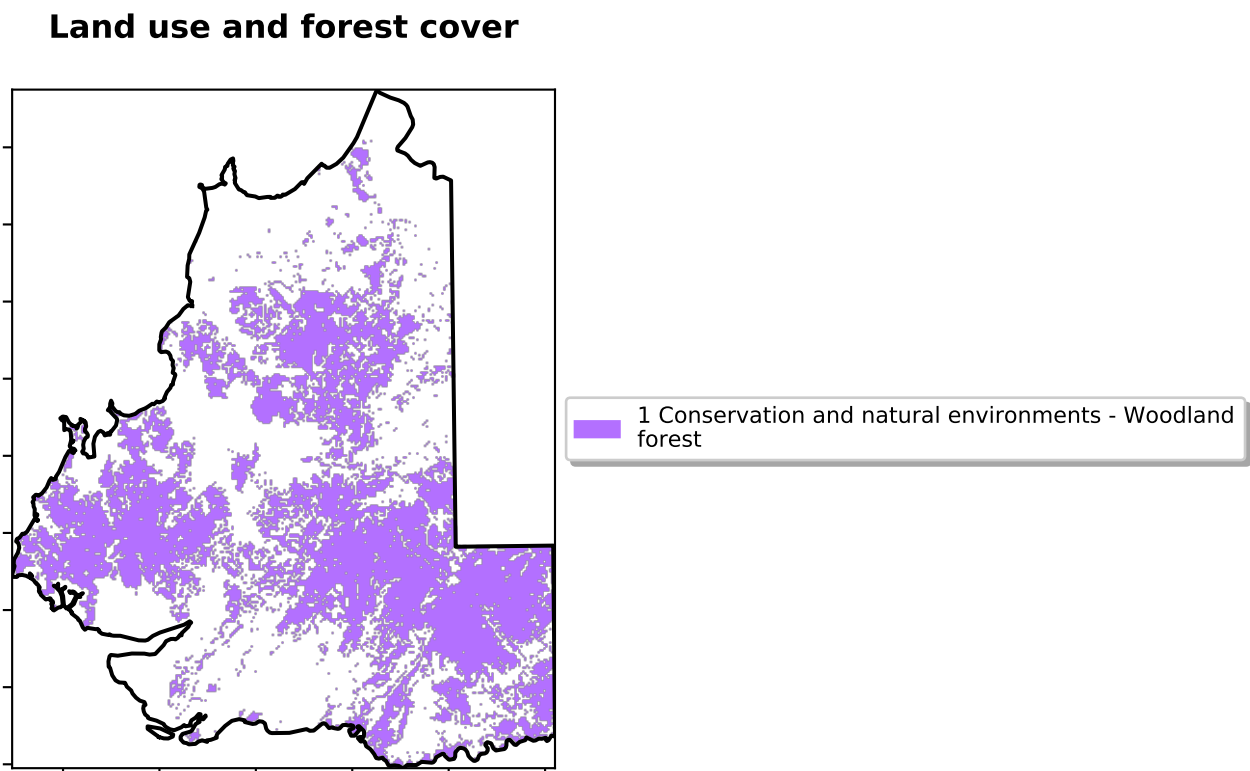 Land use and forest cover
1 Conservation and natural environments - Woodland
forest